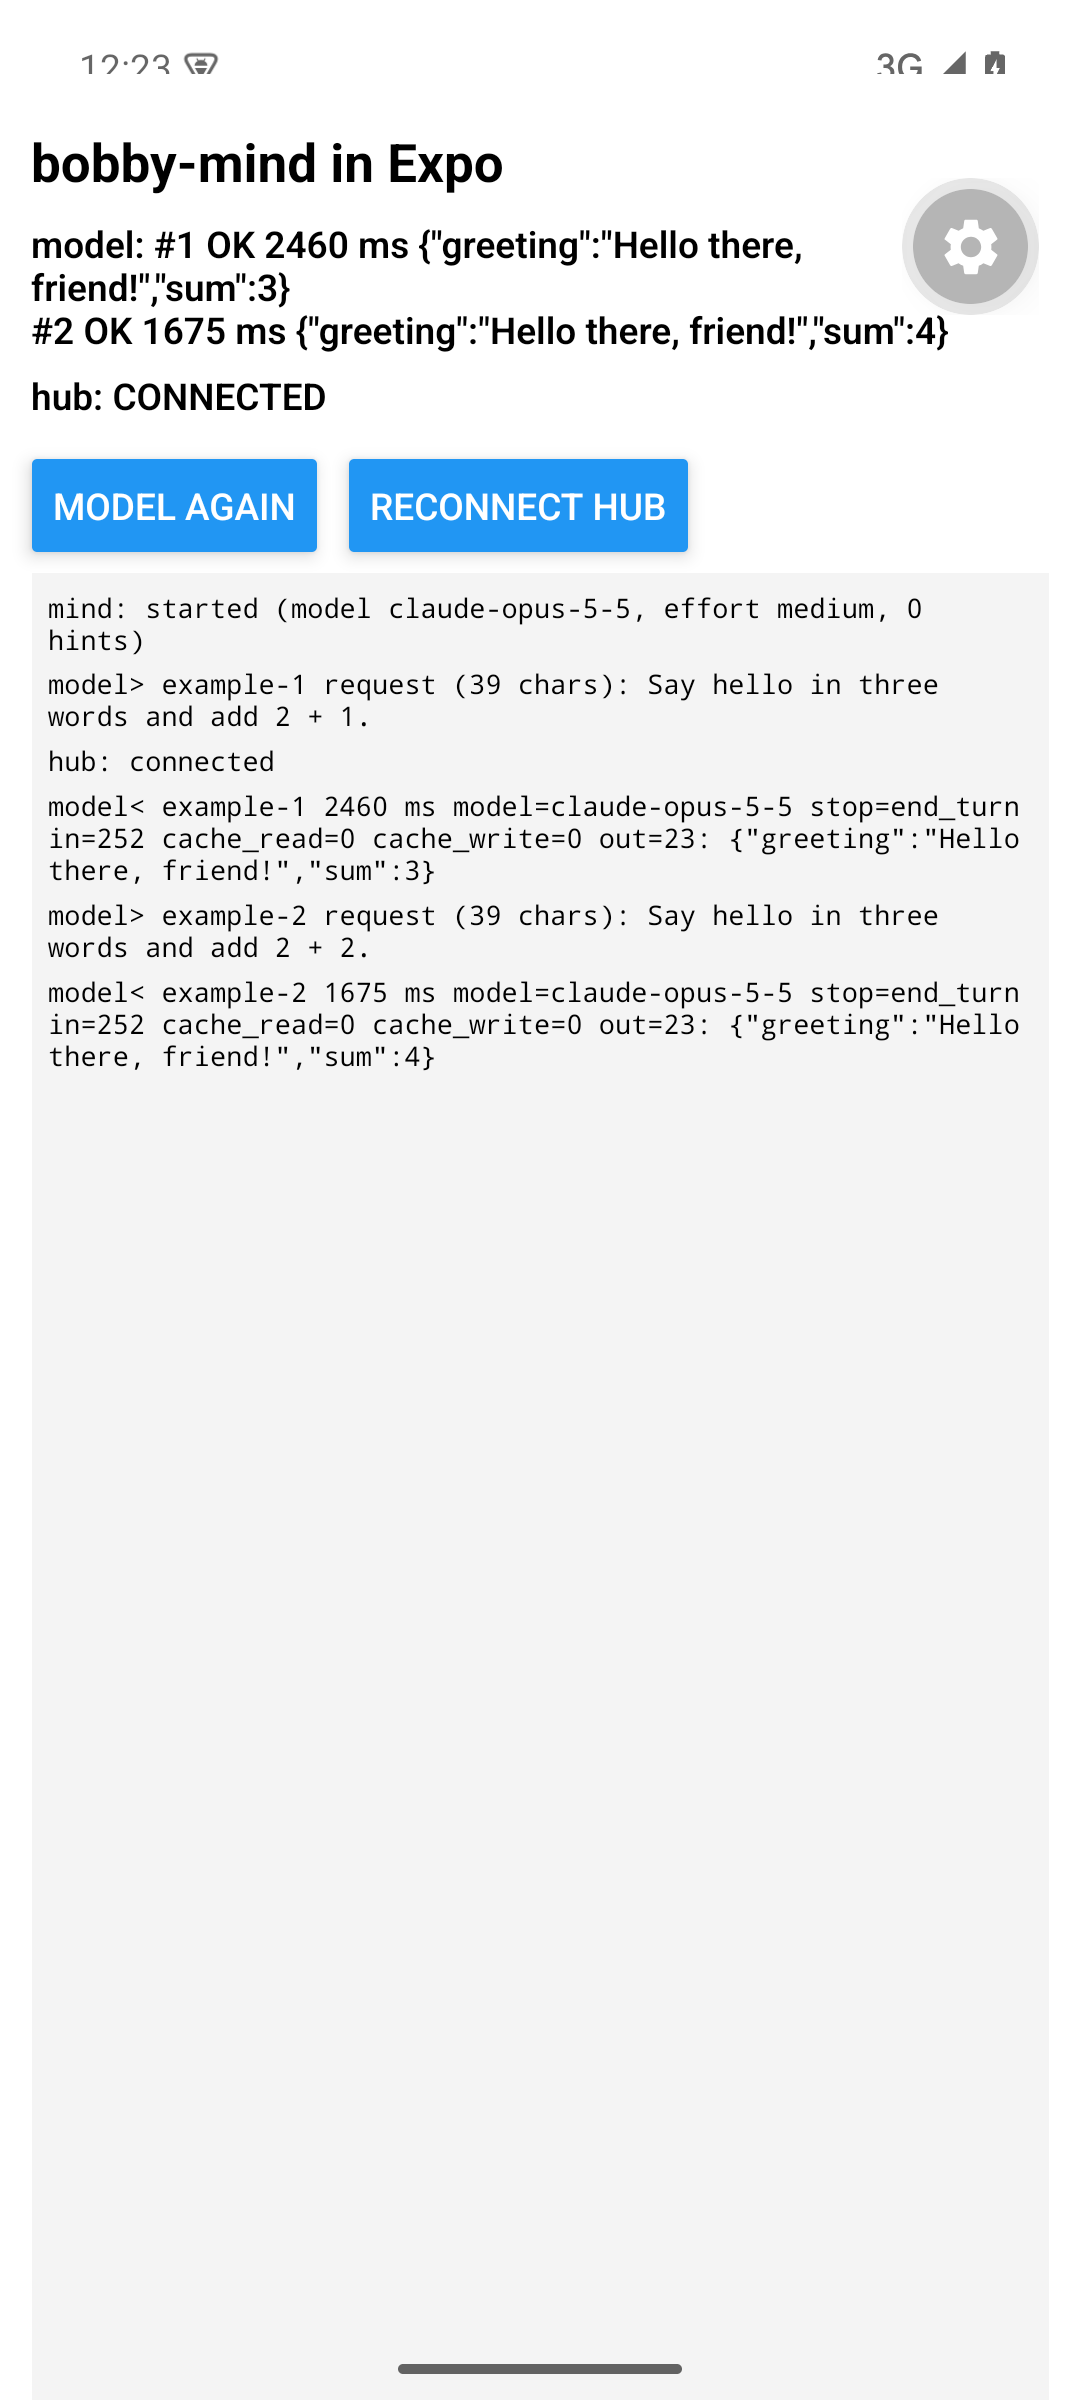 12:23 3G
bobby-mind in Expo
model: #1 OK 2460 ms {"greeting":"Hello there,
friend!","sum":3}
#2 OK 1675 ms {"greeting":"Hello there, friend!","sum":4}
hub: CONNECTED
MODEL AGAIN RECONNECT HUB
mind: started (model claude-opus-5-5, effort medium, 0
hints)
model> example-1 request (39 chars): Say hello in three
words and add 2 + 1.
hub: connected
model< example-1 2460 ms model=claude-opus-5-5 stop=end_turn
in=252 cache_read=0 cache_write=0 out=23: {"greeting":"Hello
there, friend!","sum":3}
model> example-2 request (39 chars): Say hello in three
words and add 2 + 2.
model< example-2 1675 ms model=claude-opus-5-5 stop=end_turn
in=252 cache_read=0 cache_write=0 out=23: {"greeting":"Hello
there, friend!","sum":4}